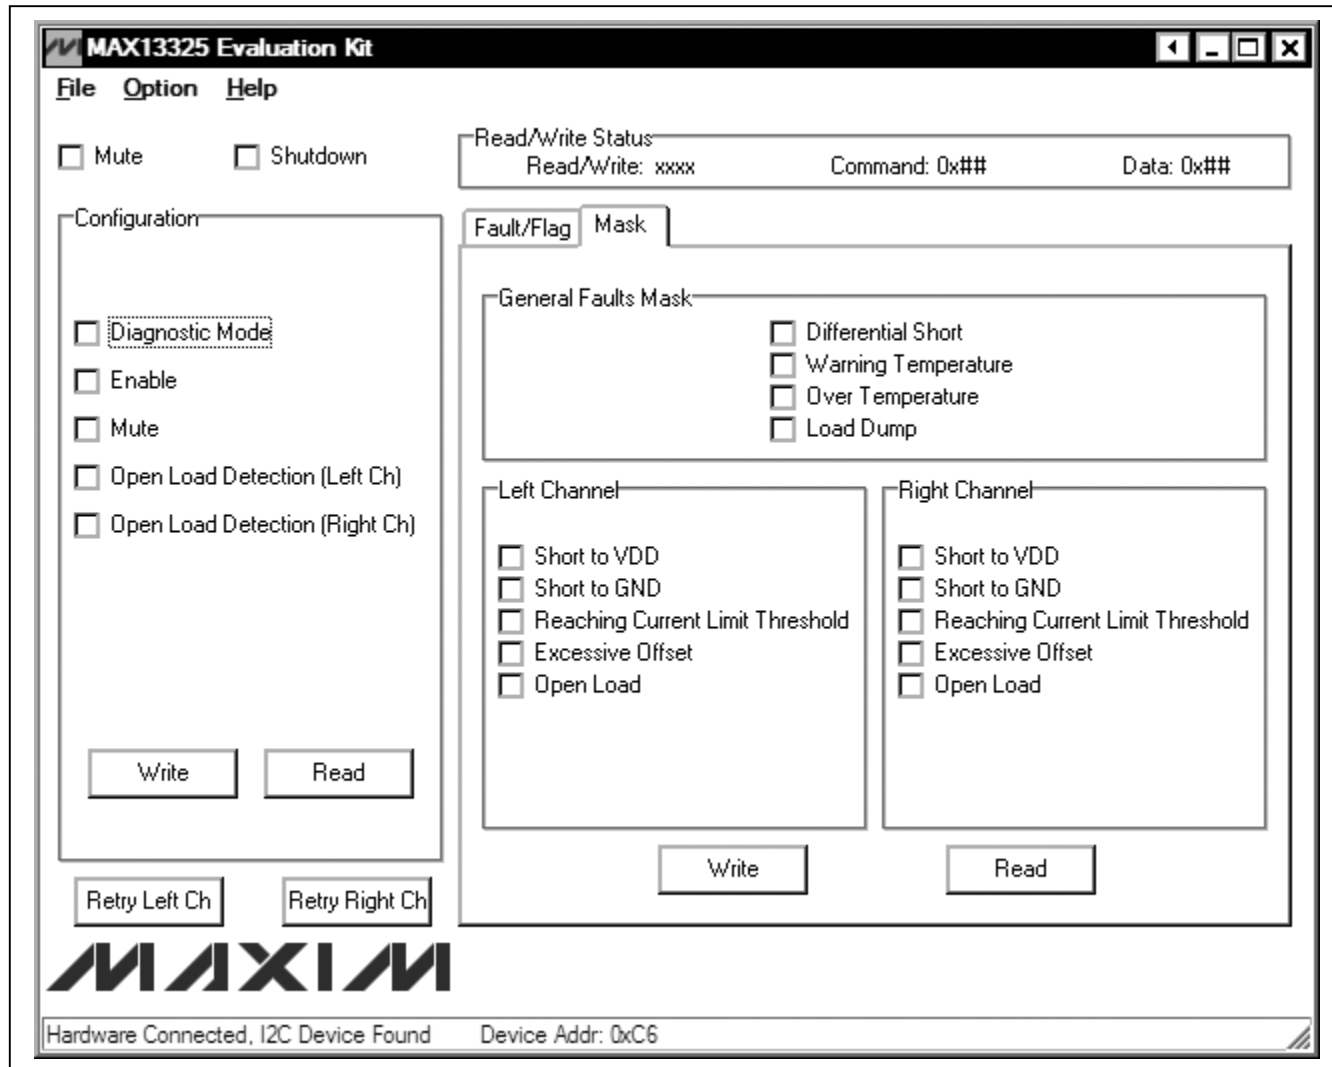 MAX13325 Evaluation Kit
File Option Help
Mute Shutdown
Read/Write Status
Read/Write: xxxx Command: 0x## Data: 0x##
Configuration
Diagnostic Mode
Enable
Mute
Open Load Detection (Left Ch)
Open Load Detection (Right Ch)
Write Read
Retry Left Ch Retry Right Ch
Fault/Flag Mask
General Faults Mask
Differential Short
Warning Temperature
Over Temperature
Load Dump
Left Channel
Short to VDD
Short to GND
Reaching Current Limit Threshold
Excessive Offset
Open Load
Right Channel
Short to VDD
Short to GND
Reaching Current Limit Threshold
Excessive Offset
Open Load
Write Read
MAXIM
Hardware Connected, I2C Device Found Device Addr: 0xC6